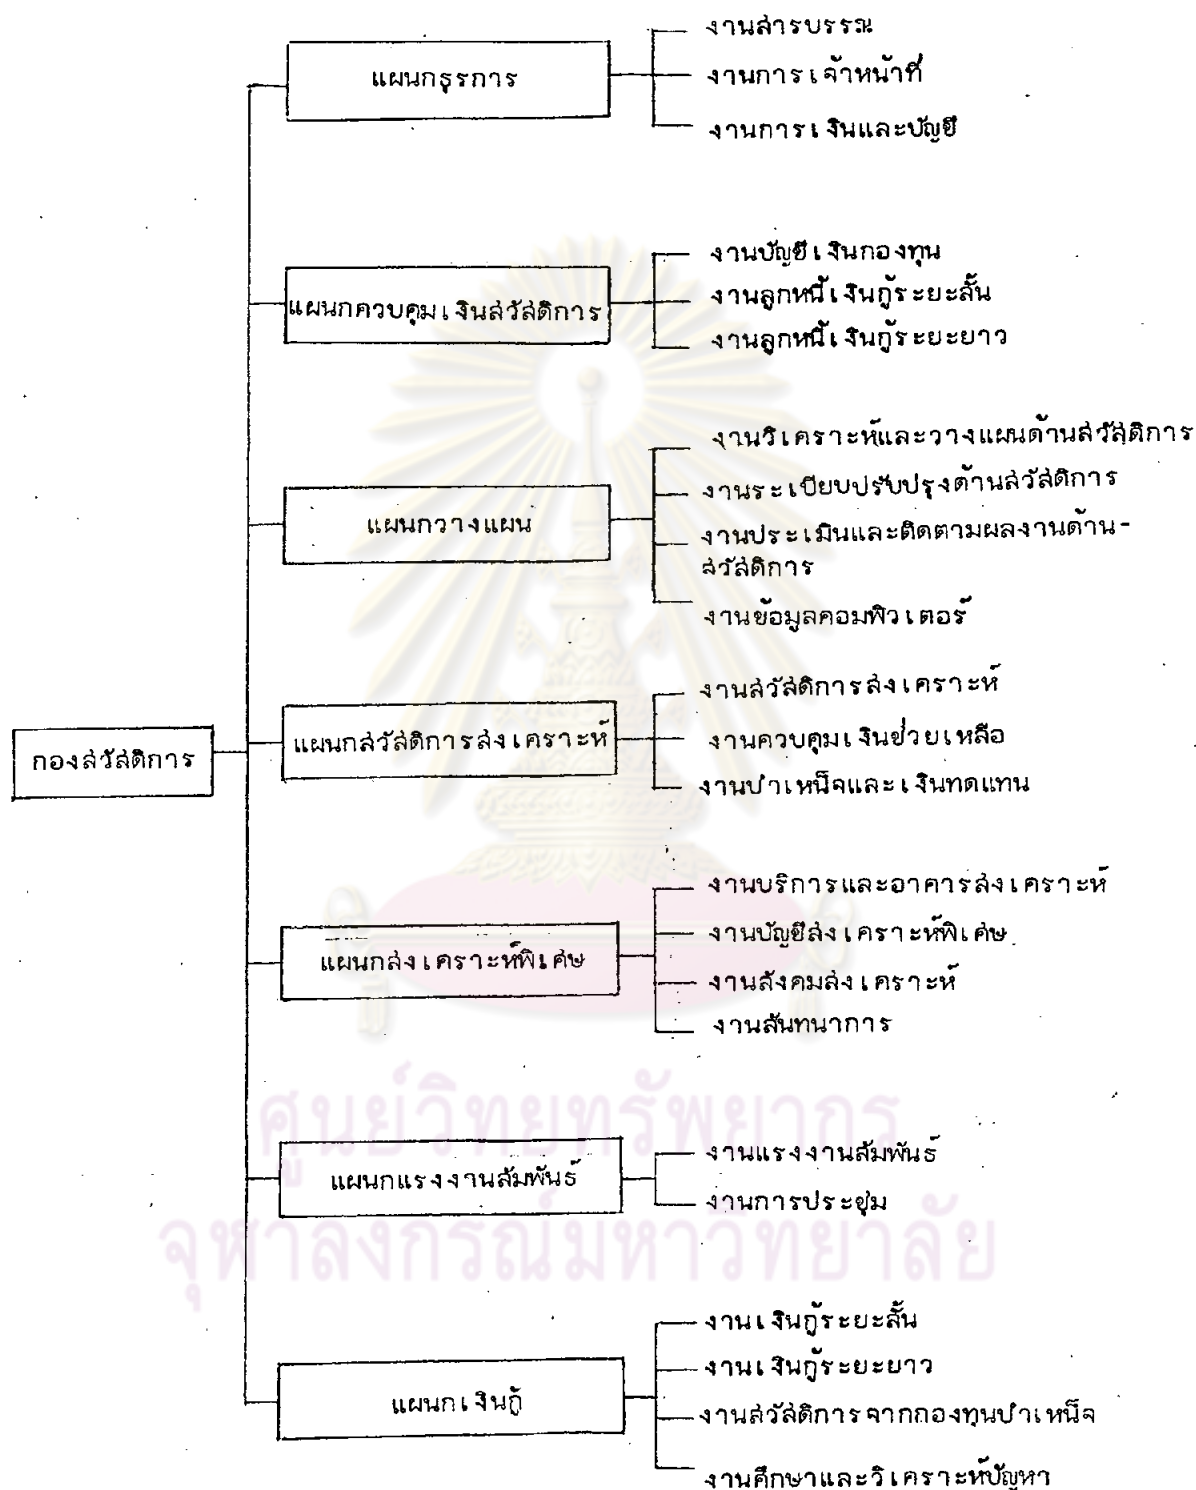 แผนกธุรการ
งานสารบรรณ
งานการเจ้าหน้าที่
งานการเงินและบัญชี
แผนกควบคุมเงินสวัสดิการ
งานบัญชีเงินกองทุน
งานลูกหนี้เงินกู้ระยะสั้น
งานลูกหนี้เงินกู้ระยะยาว
แผนกวางแผน
งานวิเคราะห์และวางแผนด้านสวัสดิการ
งานระเบียบปรับปรุงด้านสวัสดิการ
งานประเมินและติดตามผลงานด้าน-
สวัสดิการ
งานข้อมูลคอมพิวเตอร์
กองสวัสดิการ
แผนกสวัสดิการสงเคราะห์
งานสวัสดิการสงเคราะห์
งานควบคุมเงินช่วยเหลือ
งานบำเหน็จและเงินทดแทน
แผนกสงเคราะห์พิเศษ
งานบริการและอาคารสงเคราะห์
งานบัญชีสงเคราะห์พิเศษ
งานสังคมสงเคราะห์
งานสันทนาการ
แผนกแรงงานสัมพันธ์
งานแรงงานสัมพันธ์
งานการประชุม
แผนกเงินกู้
งานเงินกู้ระยะสั้น
งานเงินกู้ระยะยาว
งานสวัสดิการจากกองทุนบำเหน็จ
งานศึกษาและวิเคราะห์ปัญหา
ศูนย์วิทยทรัพยากร
จุฬาลงกรณ์มหาวิทยาลัย